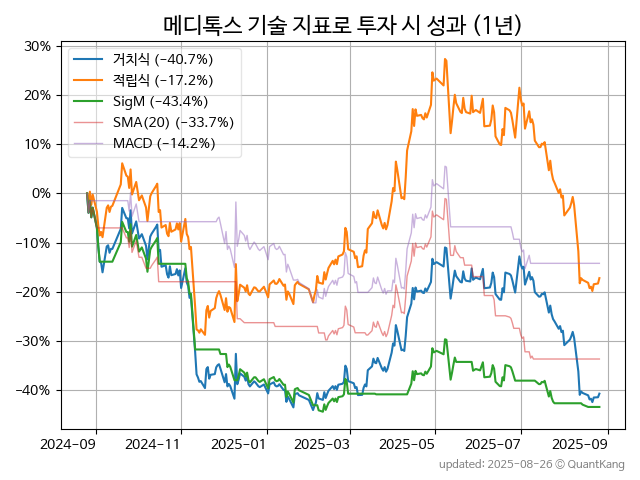 메디톡스 기술 지표로 투자 시 성과 (1년)
30%
20%
10%
0%
−10%
−20%
−30%
−40%
거치식 (−40.7%)
적립식 (−17.2%)
SigM (−43.4%)
SMA(20) (−33.7%)
MACD (−14.2%)
2024−09
2024−11
2025−01
2025−03
2025−05
2025−07
2025−09
updated: 2025-08-26 © QuantKang